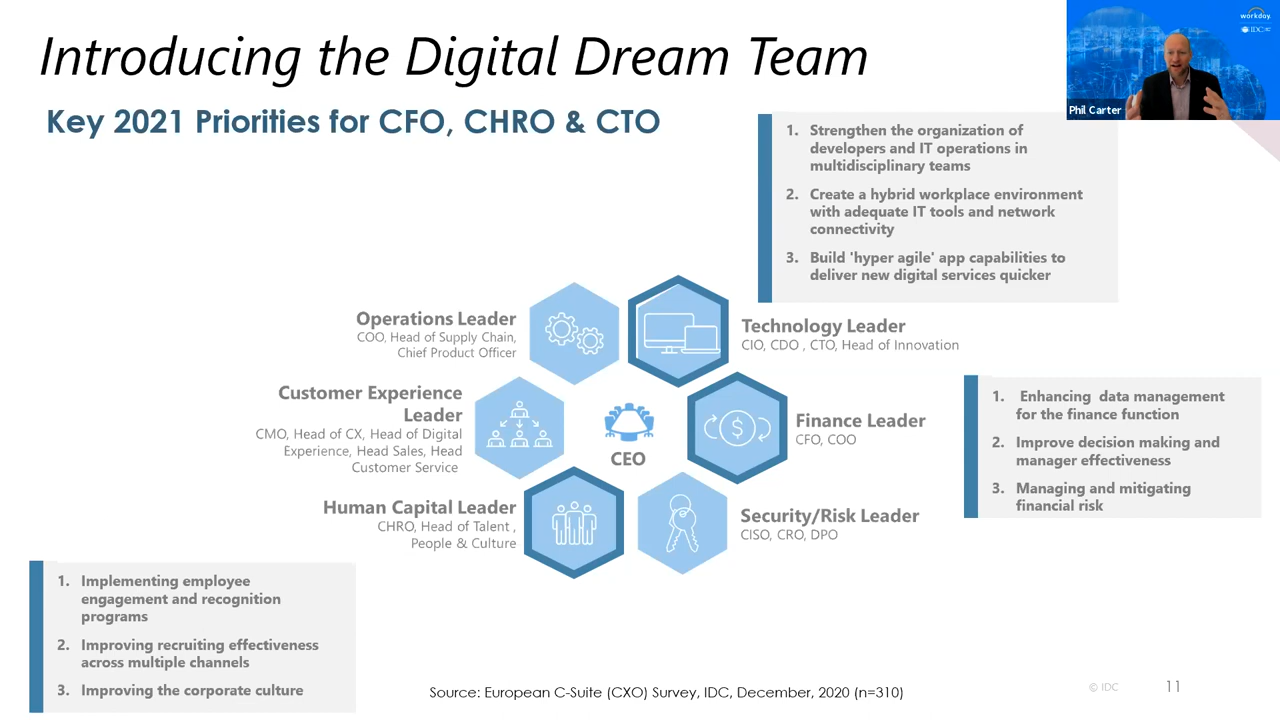 Introducing the Digital Dream Team
Key 2021 Priorities for CFO, CHRO & CTO
workday.
IDC
Phil Carter
1. Strengthen the organization of
developers and IT operations in
multidisciplinary teams
2. Create a hybrid workplace environment
with adequate IT tools and network
connectivity
3. Build 'hyper agile' app capabilities to
deliver new digital services quicker
Operations Leader
COO, Head of Supply Chain,
Chief Product Officer
Technology Leader
CIO, CDO , CTO, Head of Innovation
Customer Experience
Leader
CMO, Head of CX, Head of Digital
Experience, Head Sales, Head
Customer Service
CEO
$
Finance Leader
CFO, COO
1. Enhancing data management
for the finance function
2. Improve decision making and
manager effectiveness
3. Managing and mitigating
financial risk
Human Capital Leader
CHRO, Head of Talent ,
People & Culture
Security/Risk Leader
CISO, CRO, DPO
1. Implementing employee
engagement and recognition
programs
2. Improving recruiting effectiveness
across multiple channels
3. Improving the corporate culture
Source: European C-Suite (CXO) Survey, IDC, December, 2020 (n=310)
© IDC
11